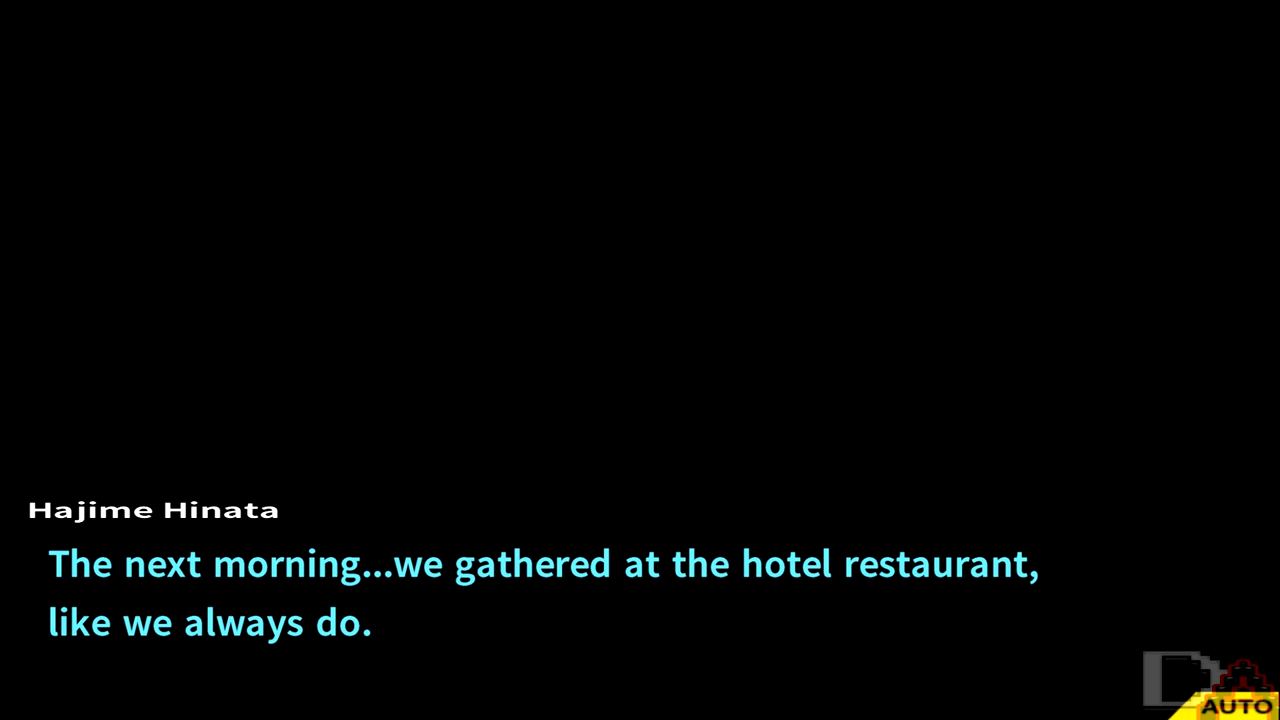 Hajime Hinata
The next morning...we gathered at the hotel restaurant,
like we always do.
AUTO